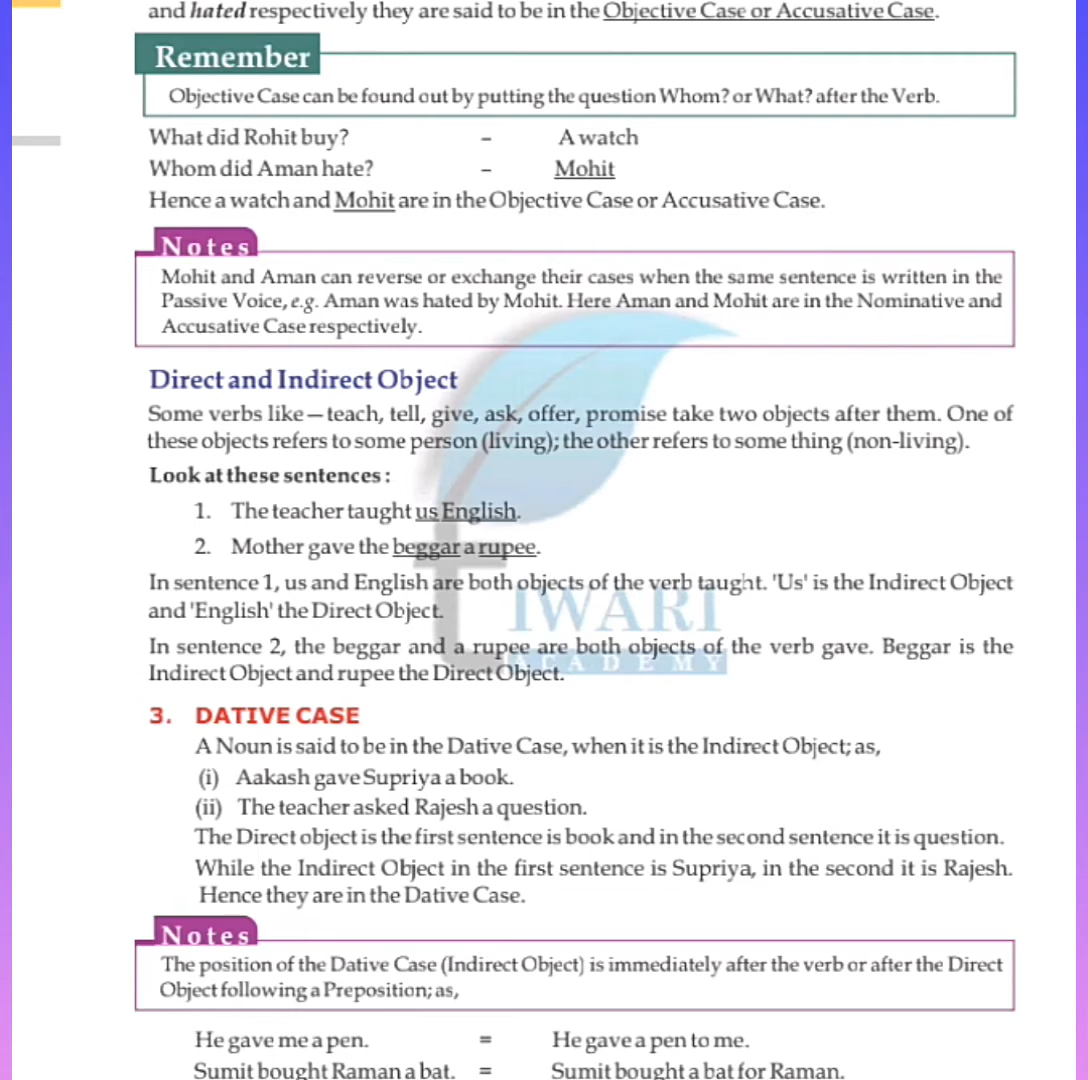 and hated respectively they are said to be in the Objective Case or Accusative Case.
Remember
Objective Case can be found out by putting the question Whom? or What? after the Verb.
What did Rohit buy? – A watch
Whom did Aman hate? – Mohit
Hence a watch and Mohit are in the Objective Case or Accusative Case.
Notes
Mohit and Aman can reverse or exchange their cases when the same sentence is written in the
Passive Voice, e.g. Aman was hated by Mohit. Here Aman and Mohit are in the Nominative and
Accusative Case respectively.
Direct and Indirect Object
Some verbs like — teach, tell, give, ask, offer, promise take two objects after them. One of
these objects refers to some person (living); the other refers to some thing (non-living).
Look at these sentences :
1. The teacher taught us English.
2. Mother gave the beggar a rupee.
In sentence 1, us and English are both objects of the verb taught. 'Us' is the Indirect Object
and 'English' the Direct Object.
TIWARI
In sentence 2, the beggar and a rupee are both objects of the verb gave. Beggar is the
ACADEMY
Indirect Object and rupee the Direct Object.
3. DATIVE CASE
A Noun is said to be in the Dative Case, when it is the Indirect Object; as,
(i) Aakash gave Supriya a book.
(ii) The teacher asked Rajesh a question.
The Direct object is the first sentence is book and in the second sentence it is question.
While the Indirect Object in the first sentence is Supriya, in the second it is Rajesh.
Hence they are in the Dative Case.
Notes
The position of the Dative Case (Indirect Object) is immediately after the verb or after the Direct
Object following a Preposition; as,
He gave me a pen. = He gave a pen to me.
Sumit bought Raman a bat. = Sumit bought a bat for Raman.